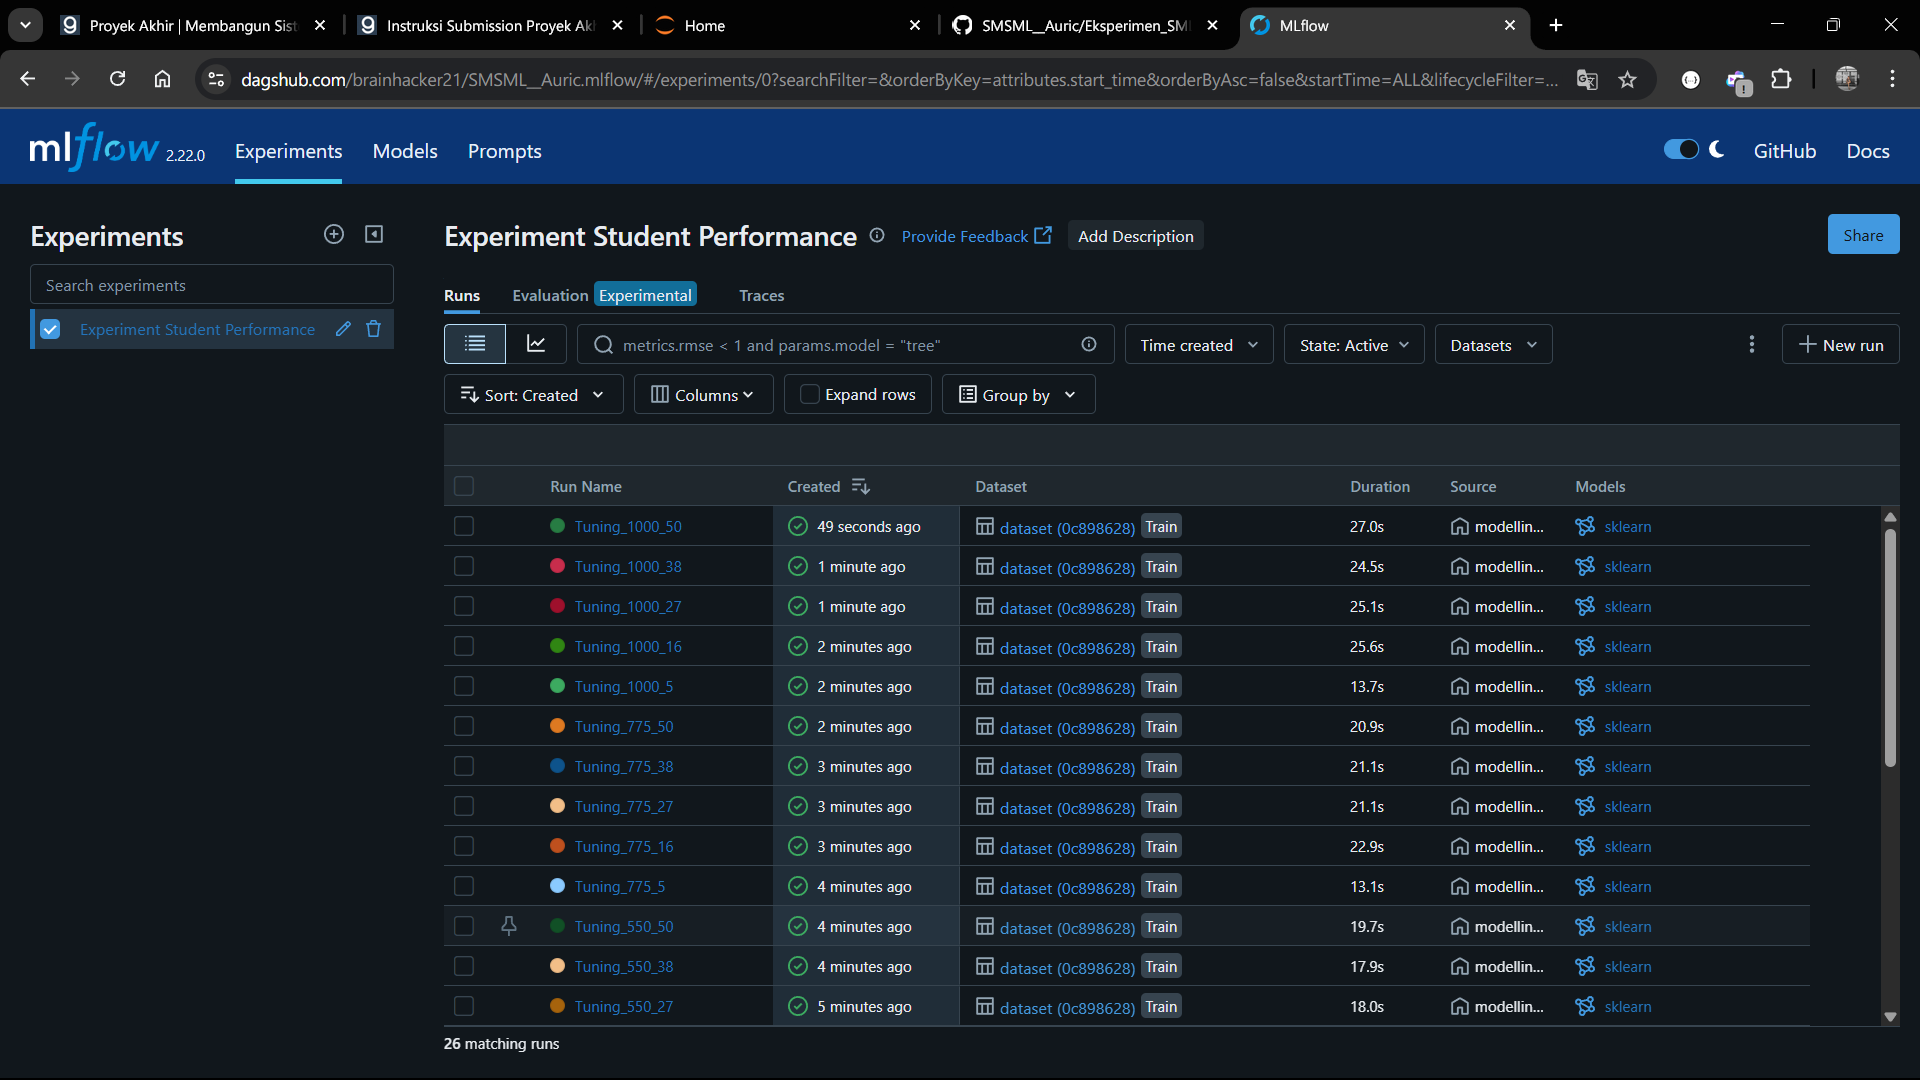 Proyek Akhir | Membangun Sist
Instruksi Submission Proyek Akh
Home
SMSML__Auric/Eksperimen_SM
MLflow
dagshub.com/brainhacker21/SMSML__Auric.mlflow/#/experiments/0?searchFilter=&orderByKey=attributes.start_time&orderByAsc=false&startTime=ALL&lifecycleFilter=...
mlflow 2.22.0 Experiments Models Prompts GitHub Docs
Experiments
Search experiments
Experiment Student Performance
Experiment Student Performance Provide Feedback Add Description Share
Runs Evaluation Experimental Traces
metrics.rmse < 1 and params.model = "tree" Time created State: Active Datasets New run
Sort: Created Columns Expand rows Group by
Run Name Created Dataset Duration Source Models
Tuning_1000_50 49 seconds ago dataset (0c898628) Train 27.0s modellin... sklearn
Tuning_1000_38 1 minute ago dataset (0c898628) Train 24.5s modellin... sklearn
Tuning_1000_27 1 minute ago dataset (0c898628) Train 25.1s modellin... sklearn
Tuning_1000_16 2 minutes ago dataset (0c898628) Train 25.6s modellin... sklearn
Tuning_1000_5 2 minutes ago dataset (0c898628) Train 13.7s modellin... sklearn
Tuning_775_50 2 minutes ago dataset (0c898628) Train 20.9s modellin... sklearn
Tuning_775_38 3 minutes ago dataset (0c898628) Train 21.1s modellin... sklearn
Tuning_775_27 3 minutes ago dataset (0c898628) Train 21.1s modellin... sklearn
Tuning_775_16 3 minutes ago dataset (0c898628) Train 22.9s modellin... sklearn
Tuning_775_5 4 minutes ago dataset (0c898628) Train 13.1s modellin... sklearn
Tuning_550_50 4 minutes ago dataset (0c898628) Train 19.7s modellin... sklearn
Tuning_550_38 4 minutes ago dataset (0c898628) Train 17.9s modellin... sklearn
Tuning_550_27 5 minutes ago dataset (0c898628) Train 18.0s modellin... sklearn
26 matching runs